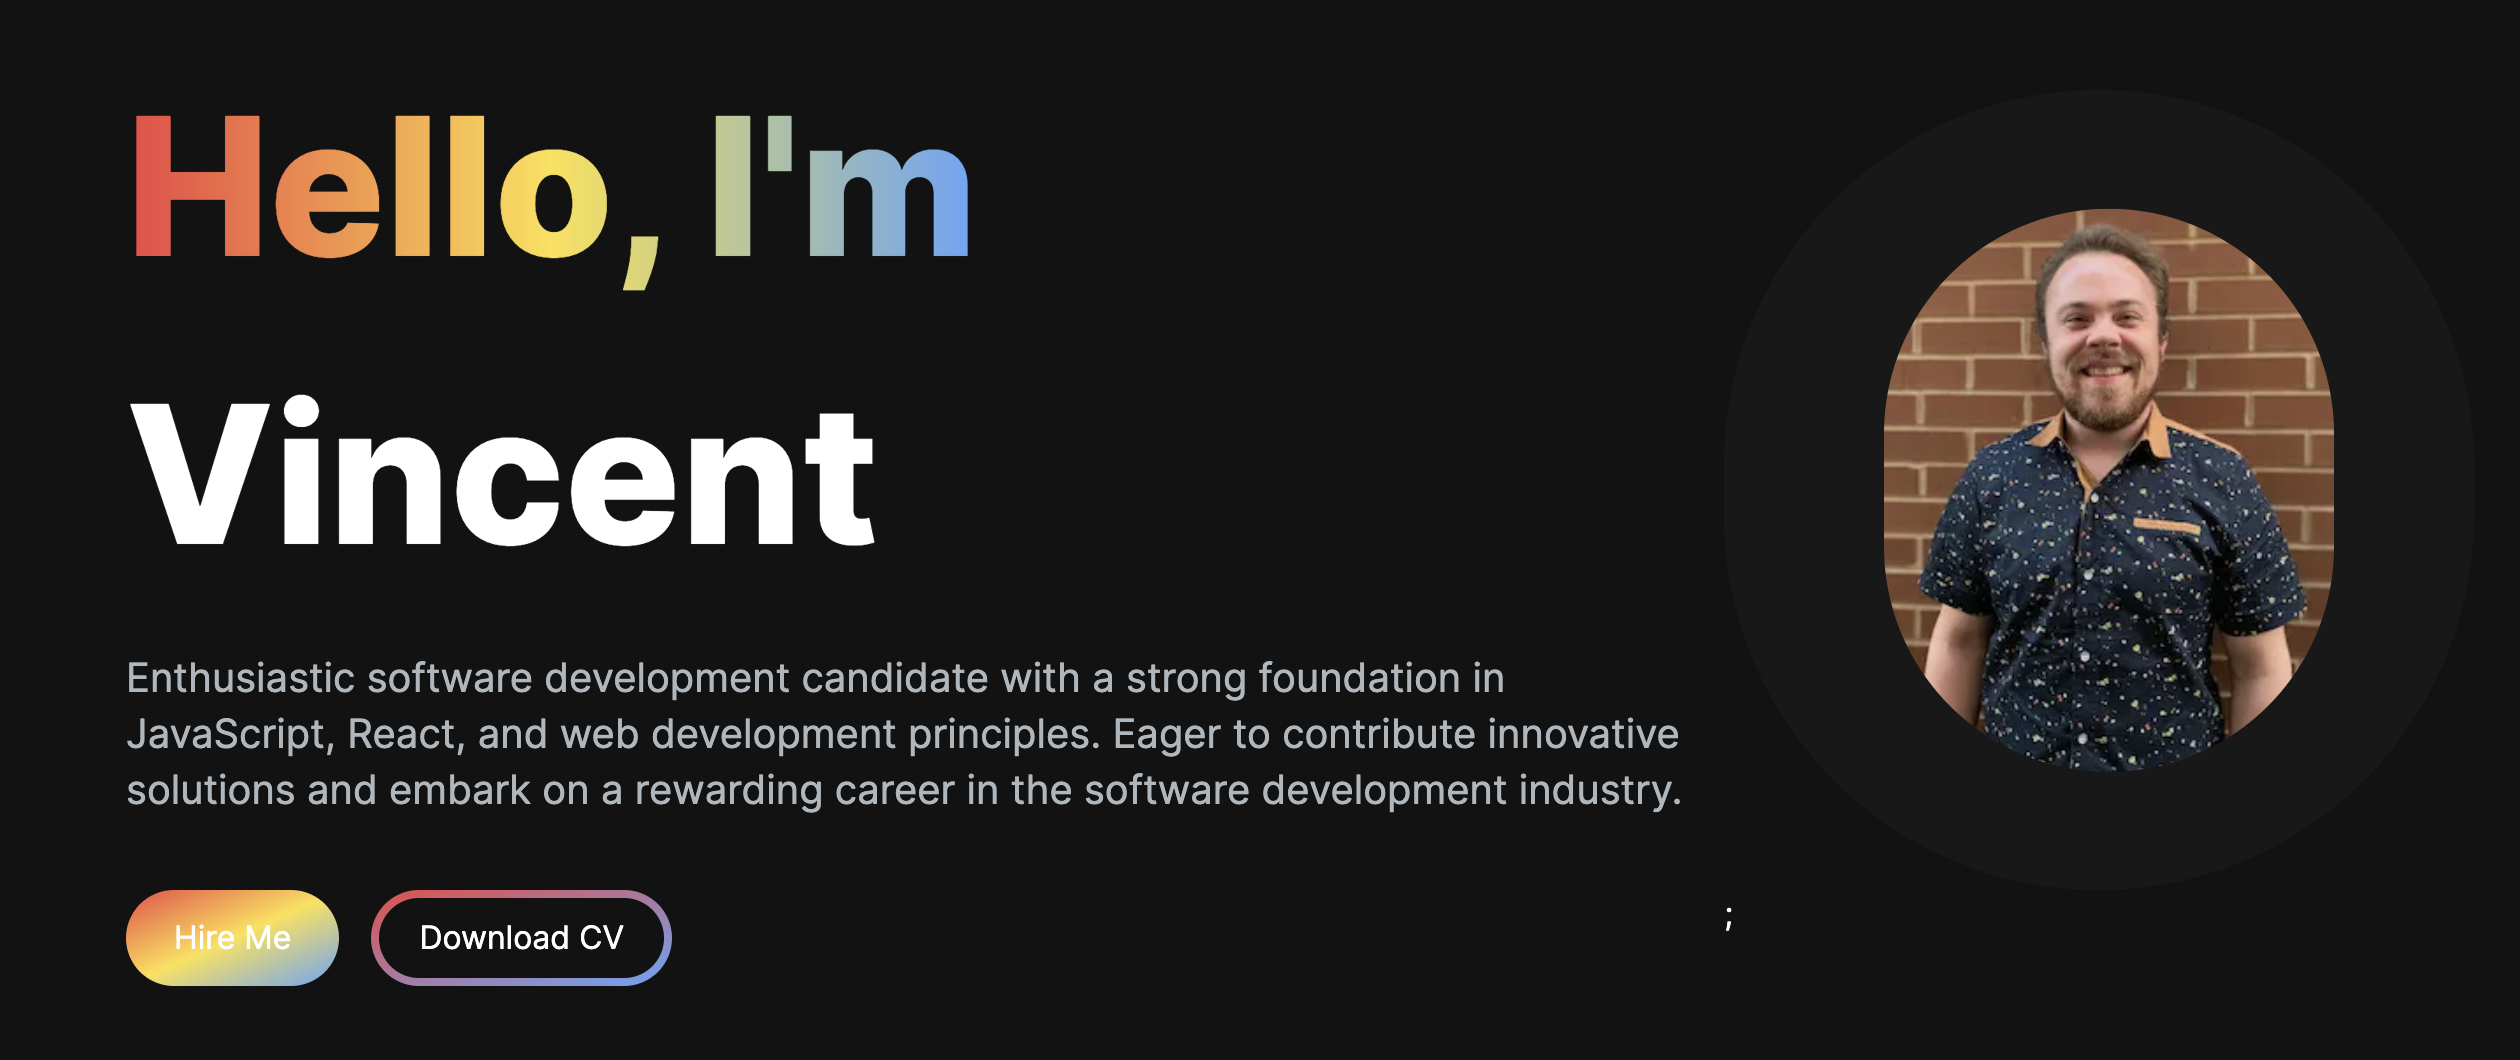 Hello, I'm
Vincent
Enthusiastic software development candidate with a strong foundation in
JavaScript, React, and web development principles. Eager to contribute innovative
solutions and embark on a rewarding career in the software development industry.
Hire Me
Download CV
;